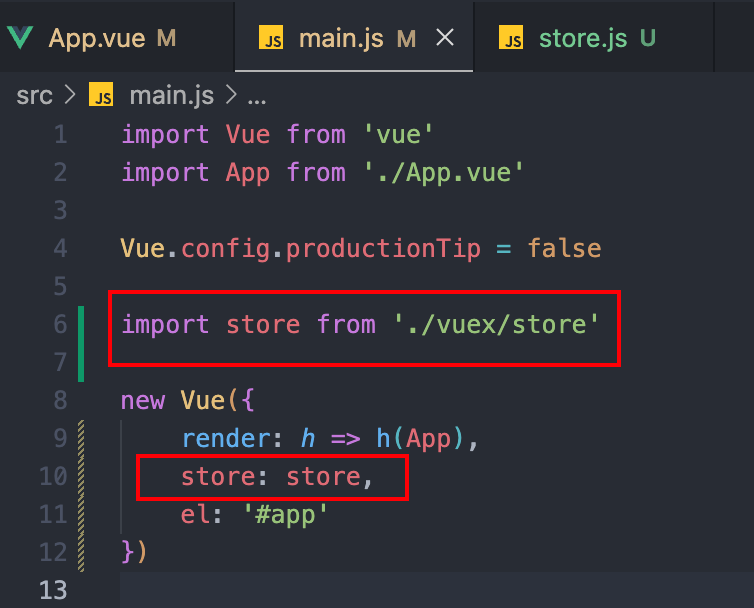 App.vue M JS main.js M × JS store.js U
src > JS main.js > ...
1 import Vue from 'vue'
2 import App from './App.vue'
3
4 Vue.config.productionTip = false
5
6 import store from './vuex/store'
7
8 new Vue({
9 render: h => h(App),
10 store: store,
11 el: '#app'
12 })
13